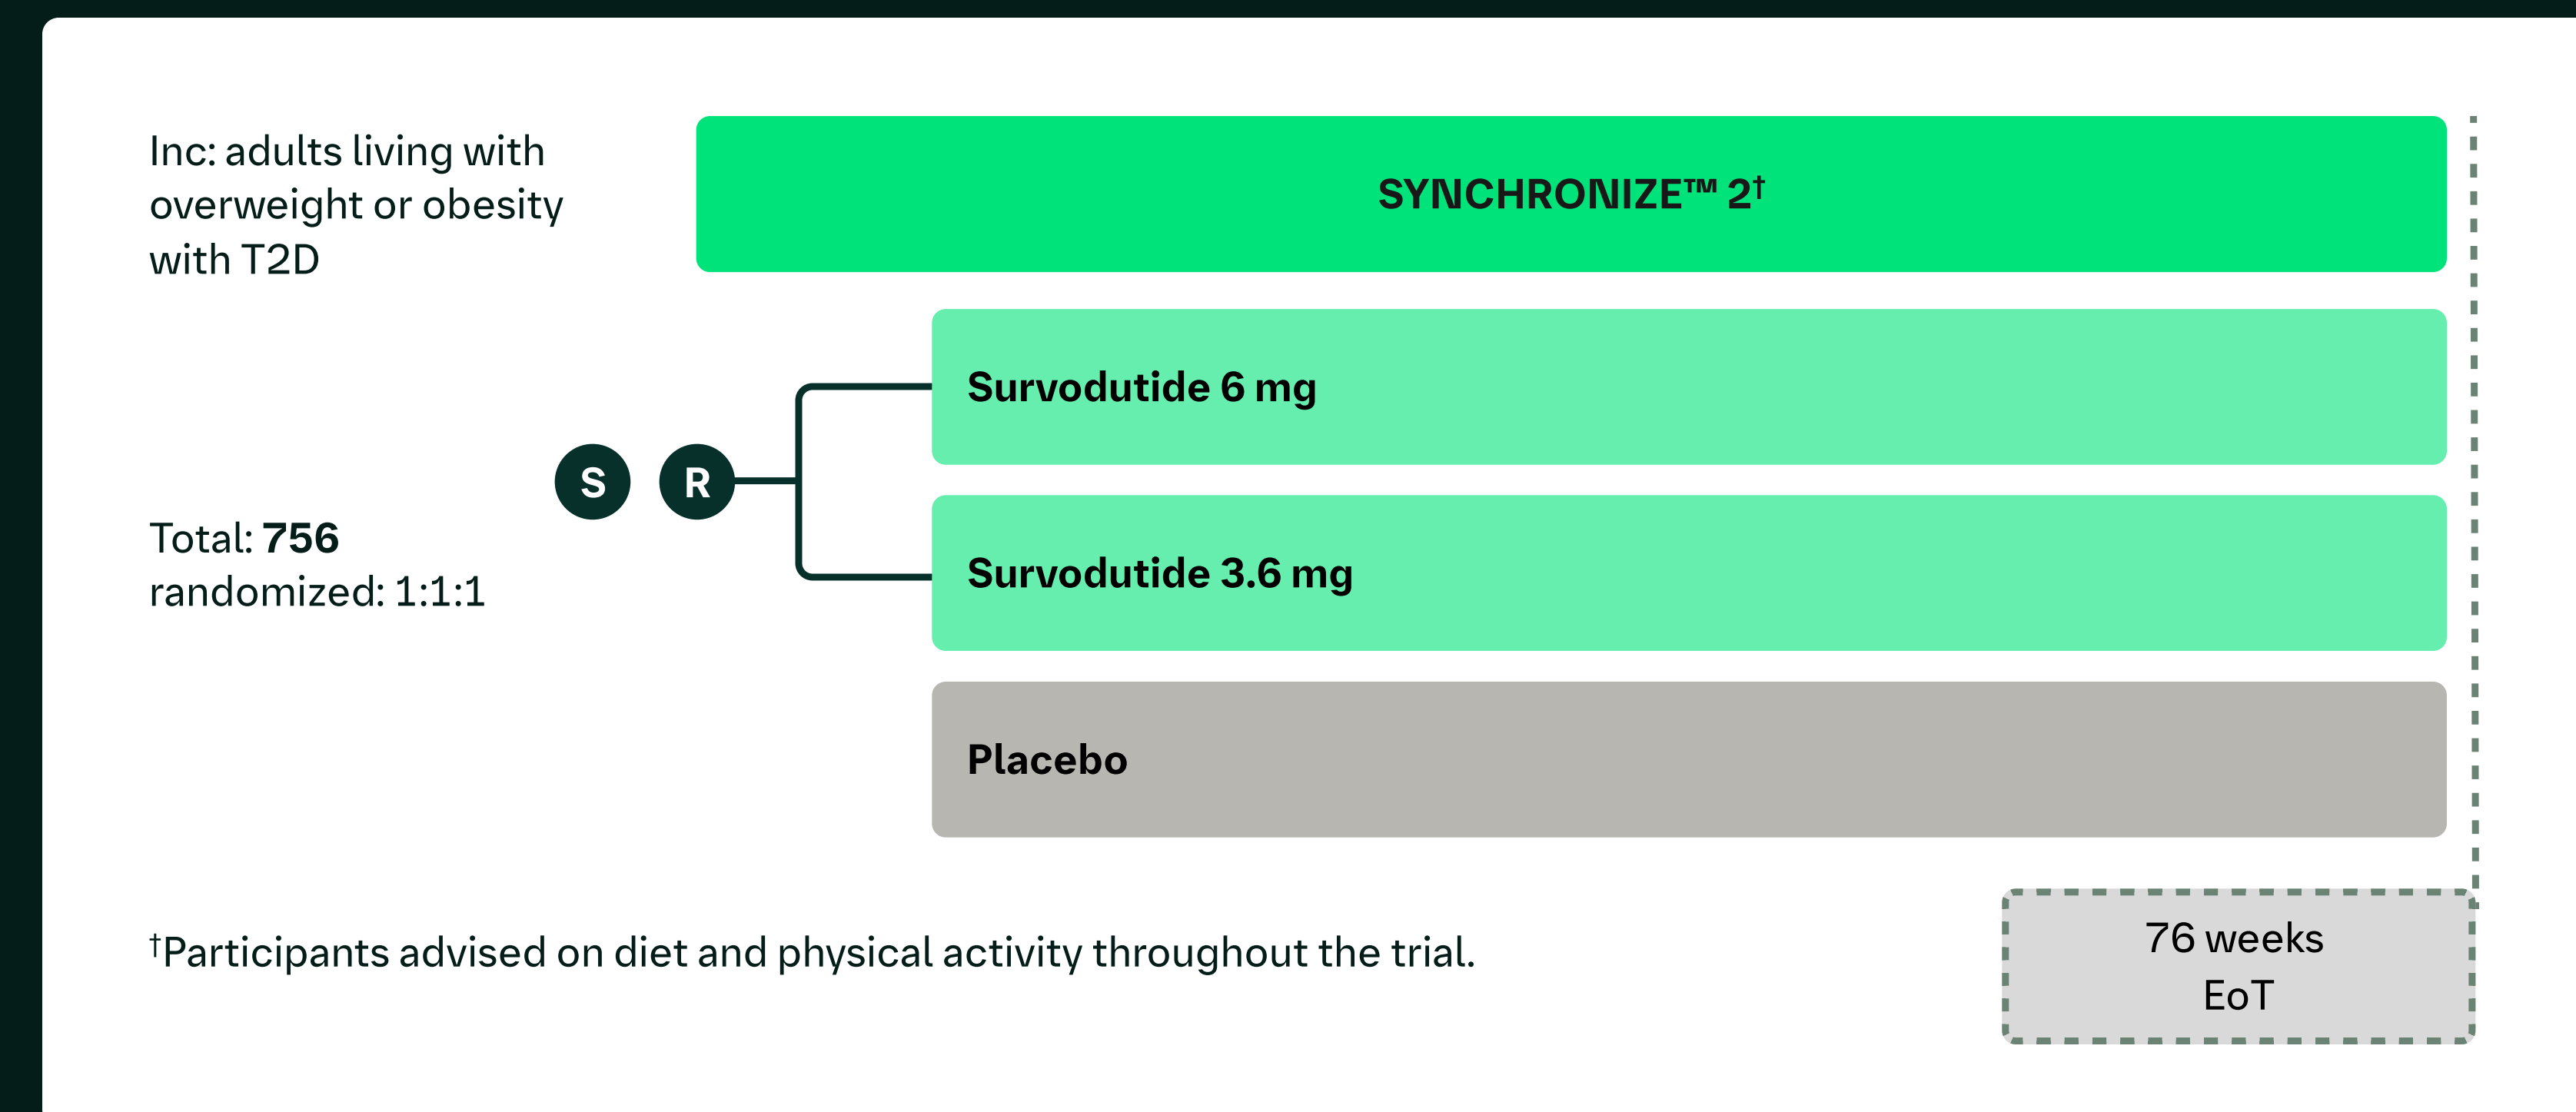 Inc: adults living with
overweight or obesity
with T2D
SYNCHRONIZE™ 2†
Survodutide 6 mg
S R
Survodutide 3.6 mg
Total: 756
randomized: 1:1:1
Placebo
†Participants advised on diet and physical activity throughout the trial.
76 weeks
EoT